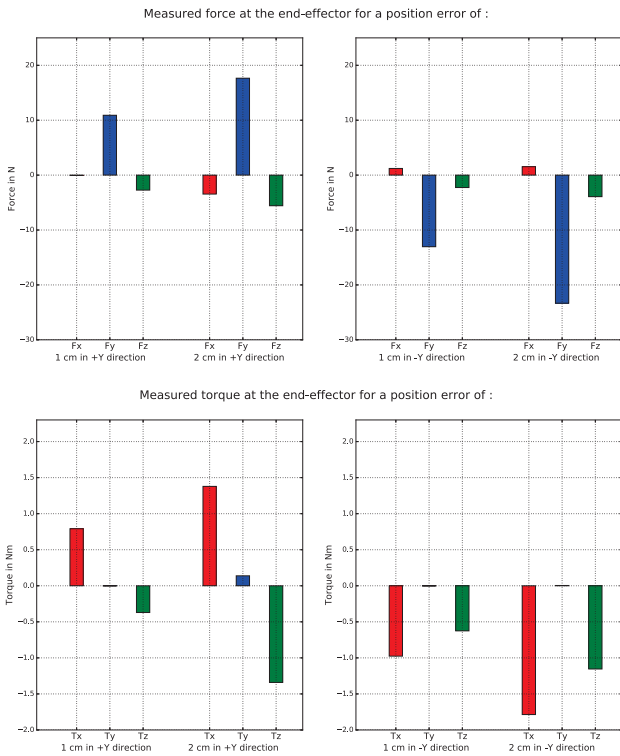 Measured force at the end-effector for a position error of :
Force in N
20
10
0
−10
−20
−30
Fx Fy Fz Fx Fy Fz
1 cm in +Y direction 2 cm in +Y direction
Force in N
20
10
0
−10
−20
−30
Fx Fy Fz Fx Fy Fz
1 cm in -Y direction 2 cm in -Y direction
Measured torque at the end-effector for a position error of :
Torque in Nm
2.0
1.5
1.0
0.5
0.0
−0.5
−1.0
−1.5
−2.0
Tx Ty Tz Tx Ty Tz
1 cm in +Y direction 2 cm in +Y direction
Torque in Nm
2.0
1.5
1.0
0.5
0.0
−0.5
−1.0
−1.5
−2.0
Tx Ty Tz Tx Ty Tz
1 cm in -Y direction 2 cm in -Y direction